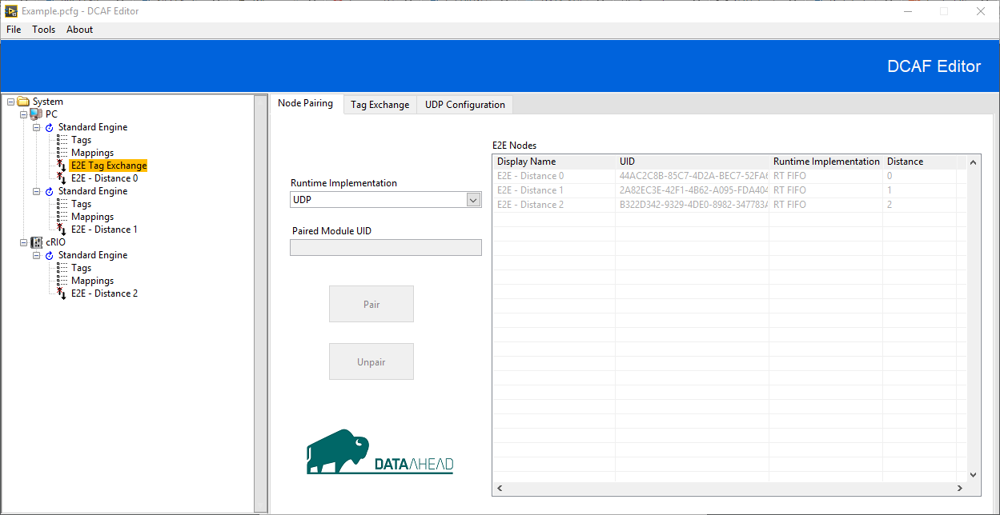 Example.pcfg - DCAF Editor
File Tools About
DCAF Editor
System
PC
Standard Engine
Tags
Mappings
E2E Tag Exchange
E2E - Distance 0
Standard Engine
Tags
Mappings
E2E - Distance 1
cRIO
Standard Engine
Tags
Mappings
E2E - Distance 2
Node Pairing Tag Exchange UDP Configuration
Runtime Implementation
UDP
Paired Module UID
Pair
Unpair
DATAAHEAD
E2E Nodes
Display Name UID Runtime Implementation Distance
E2E - Distance 0 44AC2C8B-85C7-4D2A-BEC7-52FA6 RT FIFO 0
E2E - Distance 1 2A82EC3E-42F1-4B62-A095-FDA404 RT FIFO 1
E2E - Distance 2 B322D342-9329-4DE0-8982-347783A RT FIFO 2